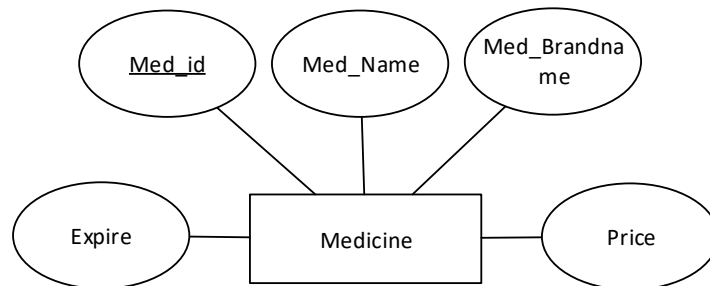 Med_id
Med_Name
Med_Brandna
me
Expire
Medicine
Price